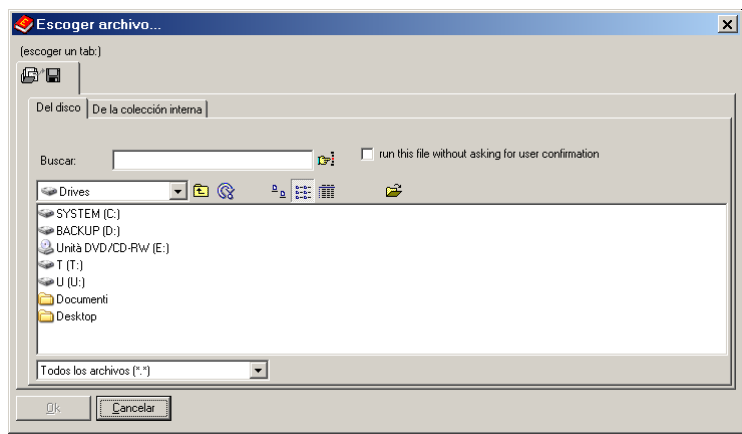 Escoger archivo...
(escoger un tab:)
Del disco
De la colección interna
Buscar:
run this file without asking for user confirmation
Drives
SYSTEM (C:)
BACKUP (D:)
Unità DVD/CD-RW (E:)
T (T:)
U (U:)
Documenti
Desktop
Todos los archivos (*.*)
Ok
Cancelar